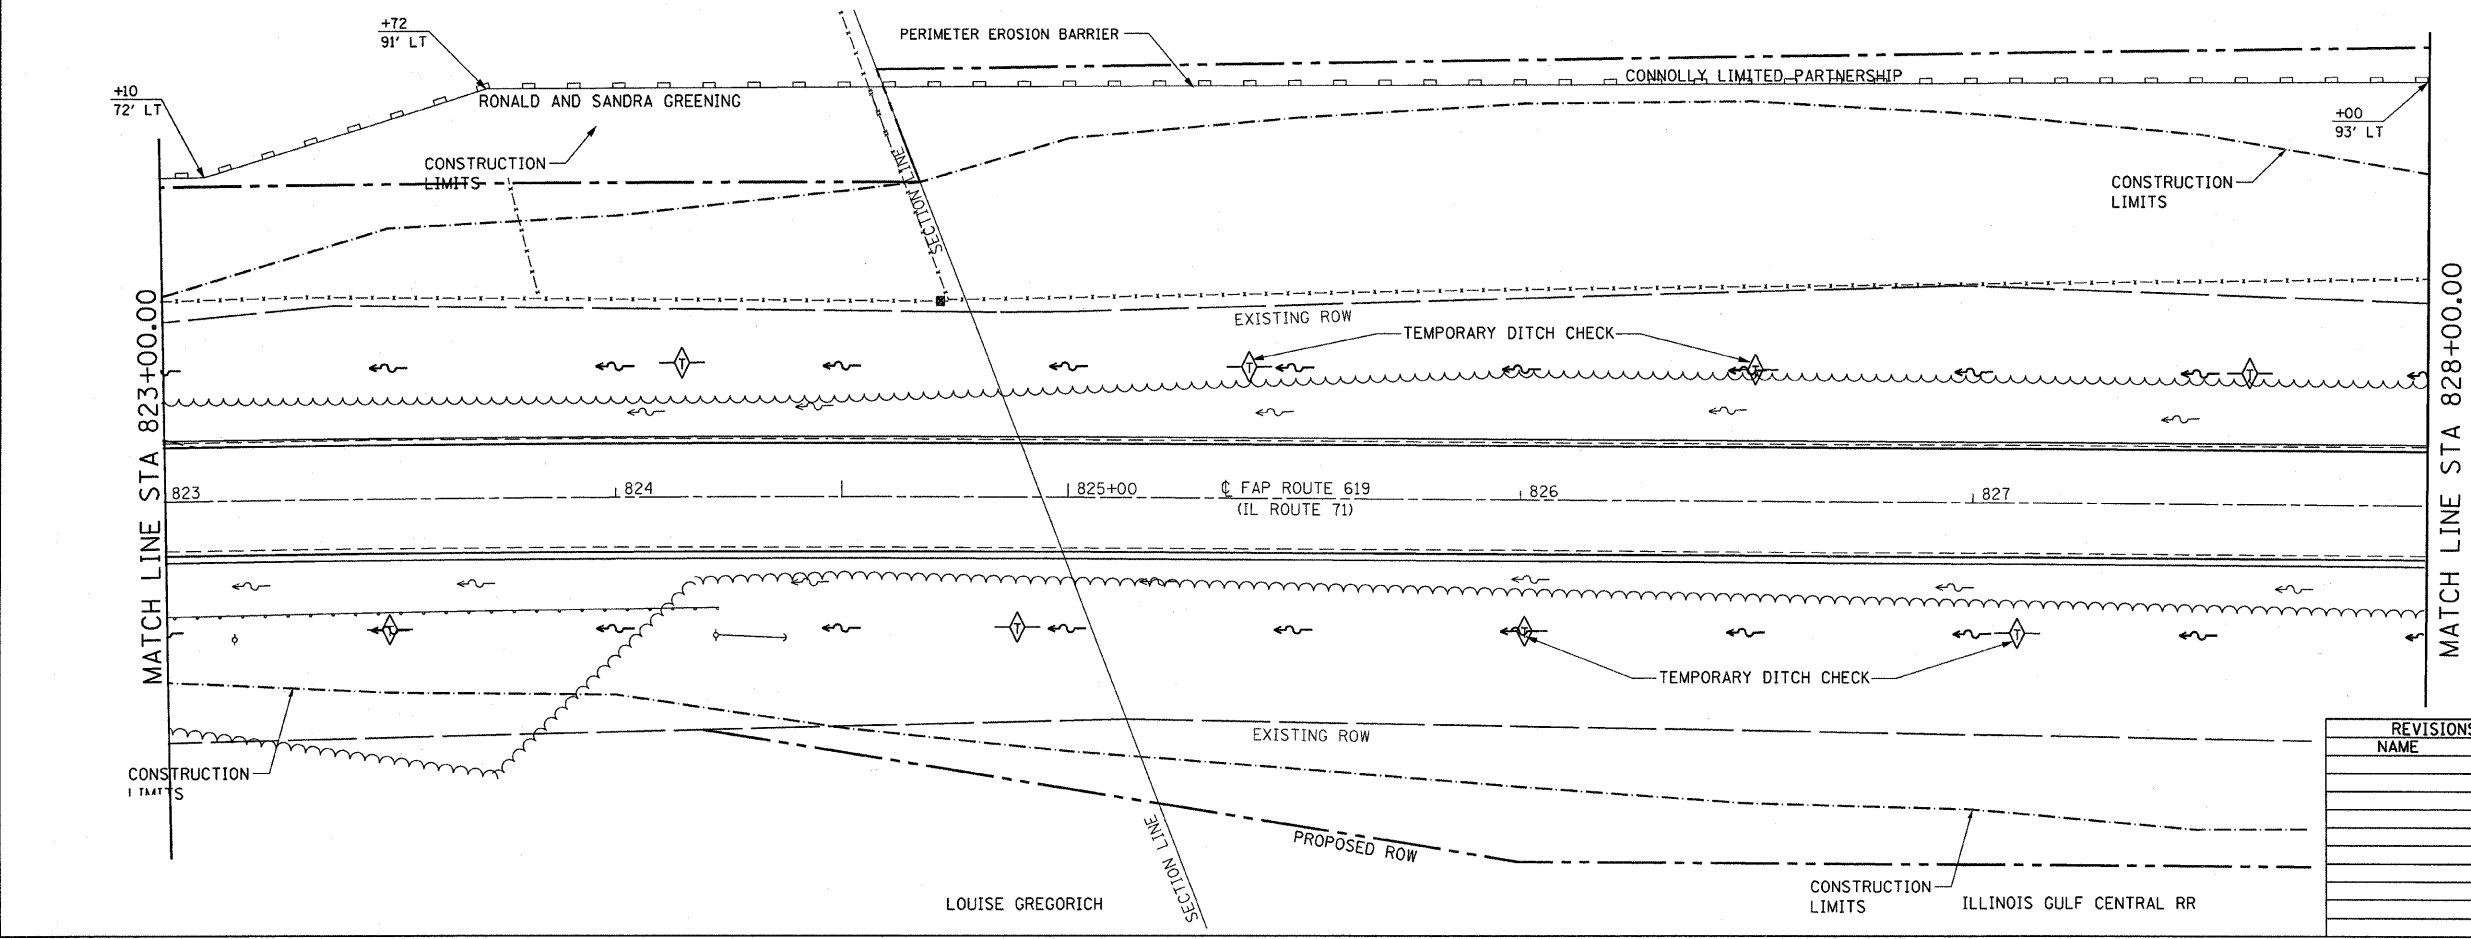 +72
91' LT
PERIMETER EROSION BARRIER
CONNOLLY LIMITED PARTNERSHIP
+10
72' LT
RONALD AND SANDRA GREENING
+00
93' LT
CONSTRUCTION
LIMITS
SECTION LINE
CONSTRUCTION
LIMITS
EXISTING ROW
TEMPORARY DITCH CHECK
T
T
T
T
MATCH LINE STA 823+00.00
MATCH LINE STA 828+00.00
823
824
825+00
℄ FAP ROUTE 619
(IL ROUTE 71)
826
827
T
T
T
T
TEMPORARY DITCH CHECK
EXISTING ROW
REVISIONS
NAME
CONSTRUCTION
LIMITS
PROPOSED ROW
SECTION LINE
CONSTRUCTION
LIMITS
LOUISE GREGORICH
ILLINOIS GULF CENTRAL RR